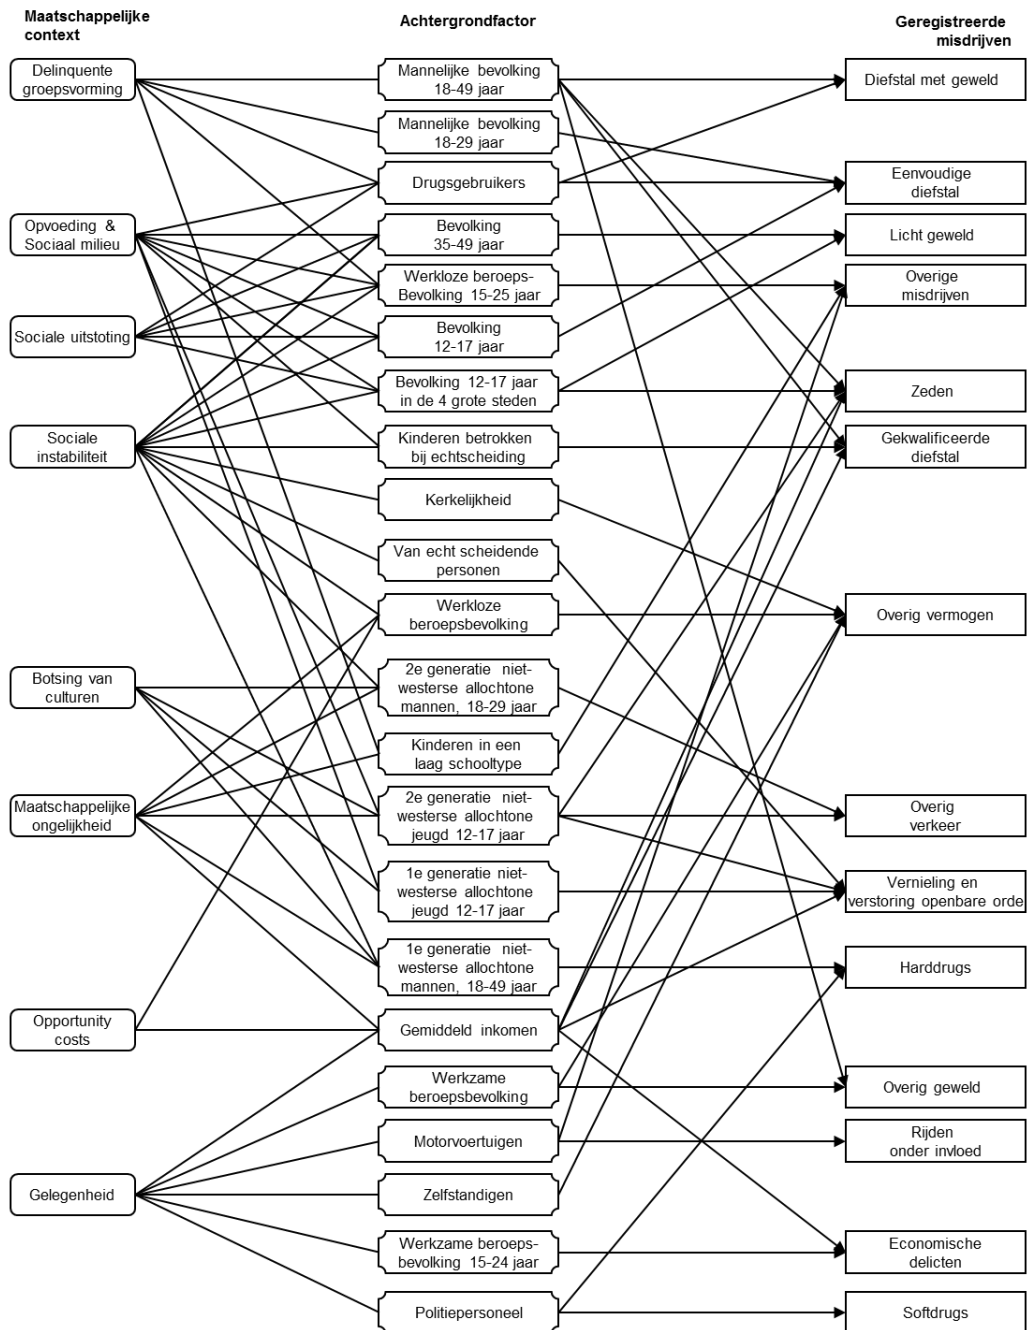 Maatschappelijke
context
Achtergrondfactor
Geregistreerde
misdrijven
Delinquente
groepsvorming
Opvoeding &
Sociaal milieu
Sociale uitstoting
Sociale
instabiliteit
Botsing van
culturen
Maatschappelijke
ongelijkheid
Opportunity
costs
Gelegenheid
Mannelijke bevolking
18-49 jaar
Mannelijke bevolking
18-29 jaar
Drugsgebruikers
Bevolking
35-49 jaar
Werkloze beroeps-
Bevolking 15-25 jaar
Bevolking
12-17 jaar
Bevolking 12-17 jaar
in de 4 grote steden
Kinderen betrokken
bij echtscheiding
Kerkelijkheid
Van echt scheidende
personen
Werkloze
beroepsbevolking
2e generatie niet-
westerse allochtone
mannen, 18-29 jaar
Kinderen in een
laag schooltype
2e generatie niet-
westerse allochtone
jeugd 12-17 jaar
1e generatie niet-
westerse allochtone
jeugd 12-17 jaar
1e generatie niet-
westerse allochtone
mannen, 18-49 jaar
Gemiddeld inkomen
Werkzame
beroepsbevolking
Motorvoertuigen
Zelfstandigen
Werkzame beroeps-
bevolking 15-24 jaar
Politiepersoneel
Diefstal met geweld
Eenvoudige
diefstal
Licht geweld
Overige
misdrijven
Zeden
Gekwalificeerde
diefstal
Overig vermogen
Overig
verkeer
Vernieling en
verstoring openbare orde
Harddrugs
Overig geweld
Rijden
onder invloed
Economische
delicten
Softdrugs